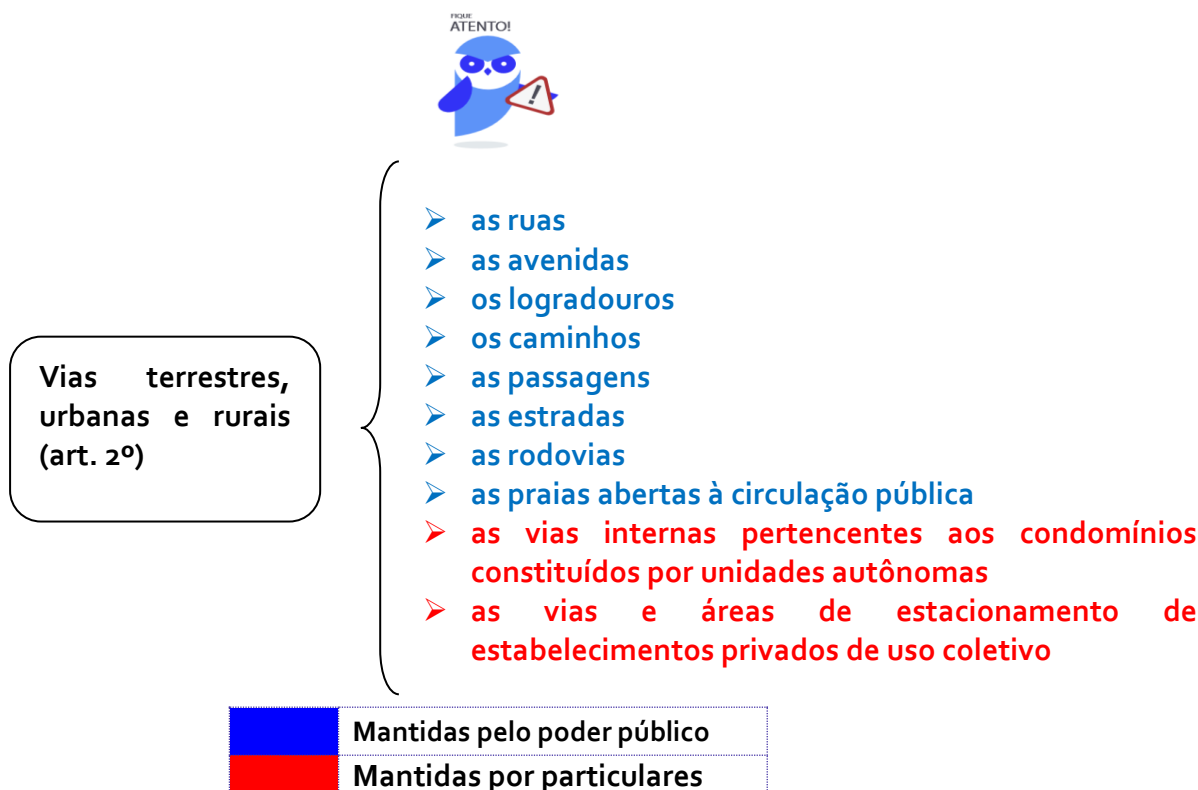 FIQUE
ATENTO!
➢ as ruas
➢ as avenidas
➢ os logradouros
➢ os caminhos
➢ as passagens
➢ as estradas
➢ as rodovias
➢ as praias abertas à circulação pública
➢ as vias internas pertencentes aos condomínios
constituídos por unidades autônomas
➢ as vias e áreas de estacionamento de
estabelecimentos privados de uso coletivo
Vias terrestres,
urbanas e rurais
(art. 2º)
Mantidas pelo poder público
Mantidas por particulares